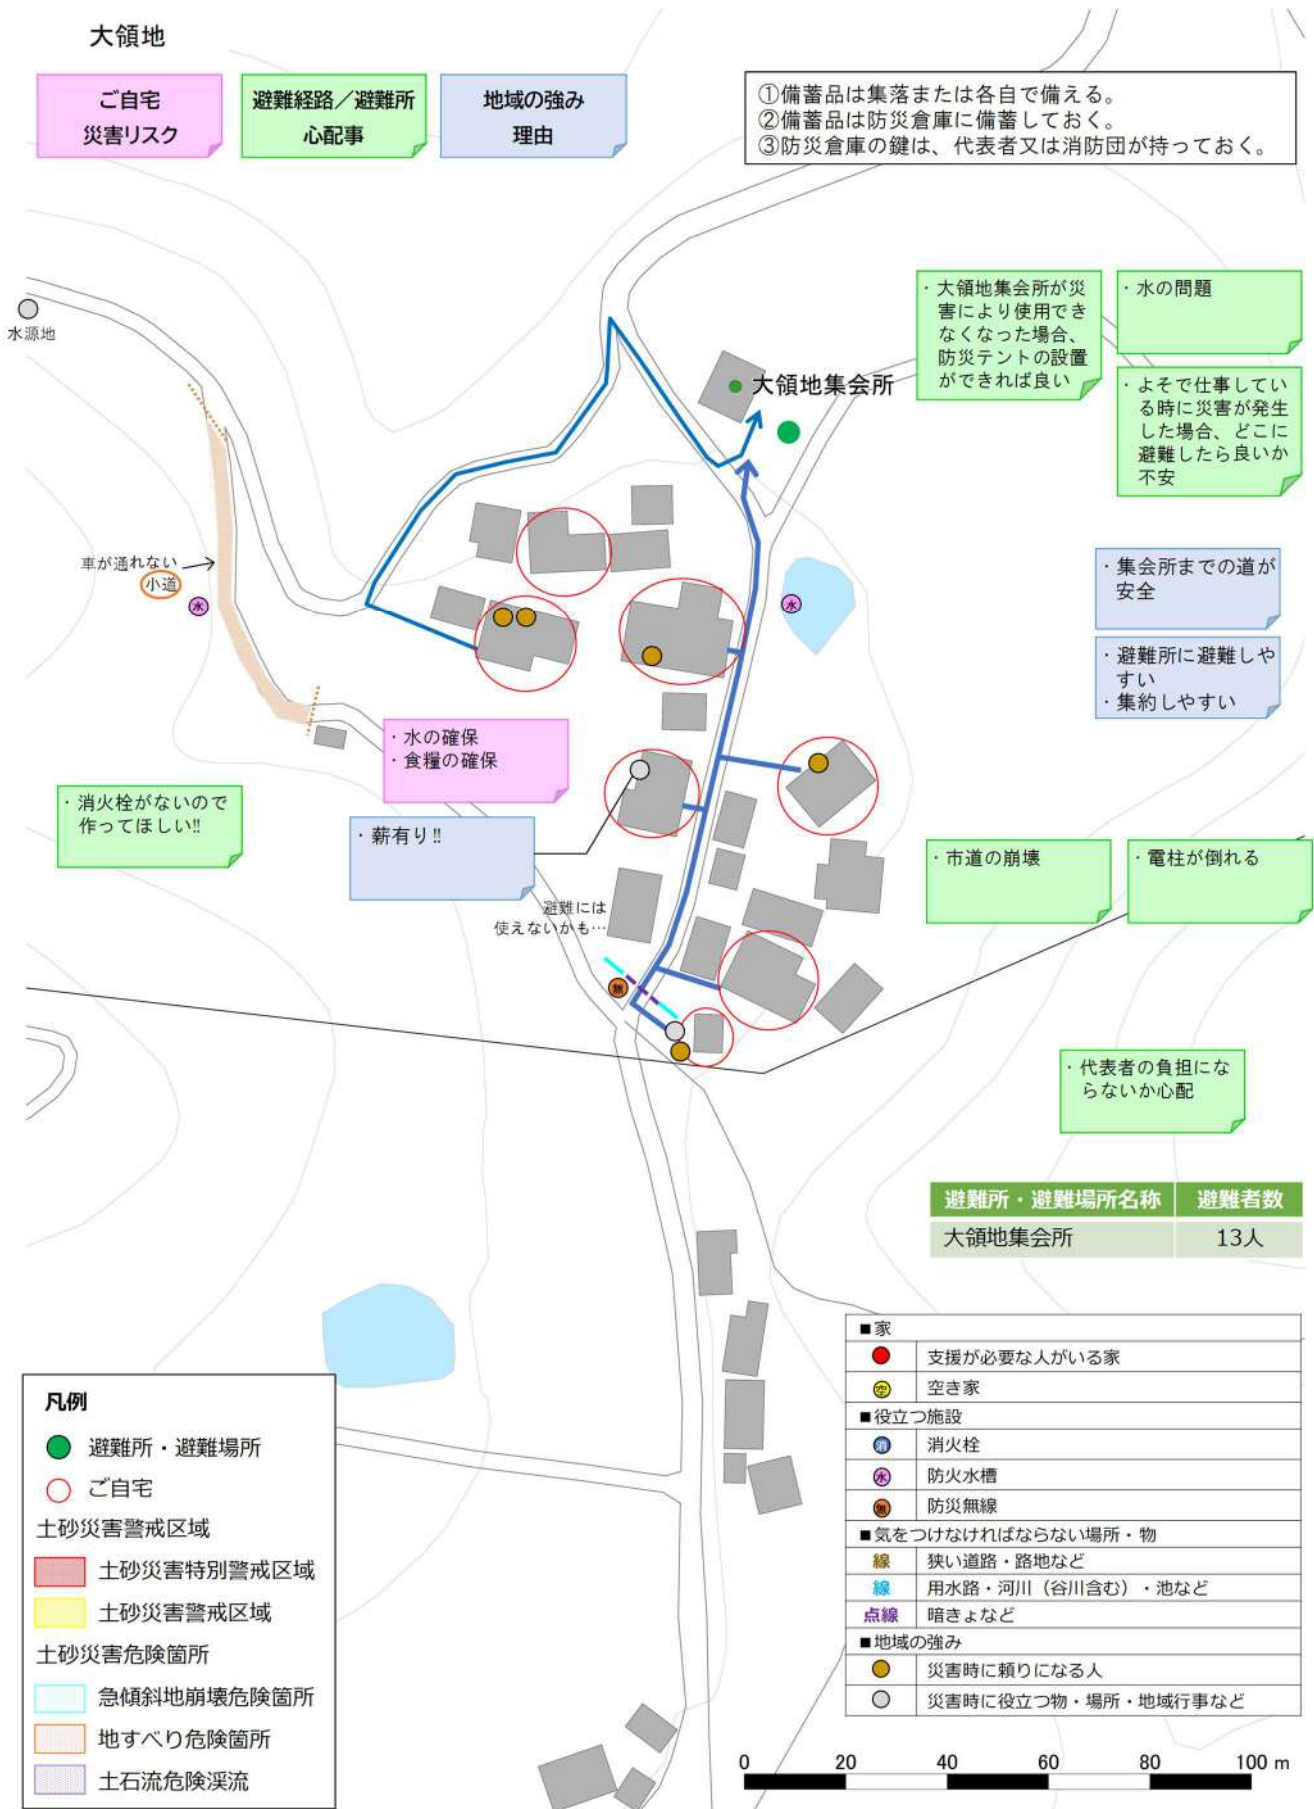 大領地
ご自宅
災害リスク
避難経路／避難所
心配事
地域の強み
理由
①備蓄品は集落または各自で備える。
②備蓄品は防災倉庫に備蓄しておく。
③防災倉庫の鍵は、代表者又は消防団が持っておく。
水源地
・大領地集会所が災
害により使用でき
なくなった場合、
防災テントの設置
ができれば良い
・水の問題
・よそで仕事してい
る時に災害が発生
した場合、どこに
避難したら良いか
不安
大領地集会所
車が通れない
小道
水
水
・集会所までの道が
安全
・避難所に避難しや
すい
・集約しやすい
・水の確保
・食糧の確保
・消火栓がないので
作ってほしい!!
・薪有り!!
・市道の崩壊
・電柱が倒れる
避難には
使えないかも…
無
・代表者の負担にな
らないか心配
避難所・避難場所名称 避難者数
大領地集会所 13人
■家
支援が必要な人がいる家
空 空き家
■役立つ施設
消 消火栓
水 防火水槽
無 防災無線
■気をつけなければならない場所・物
線 狭い道路・路地など
線 用水路・河川（谷川含む）・池など
点線 暗きょなど
■地域の強み
災害時に頼りになる人
災害時に役立つ物・場所・地域行事など
凡例
避難所・避難場所
ご自宅
土砂災害警戒区域
土砂災害特別警戒区域
土砂災害警戒区域
土砂災害危険箇所
急傾斜地崩壊危険箇所
地すべり危険箇所
土石流危険渓流
0 20 40 60 80 100 m